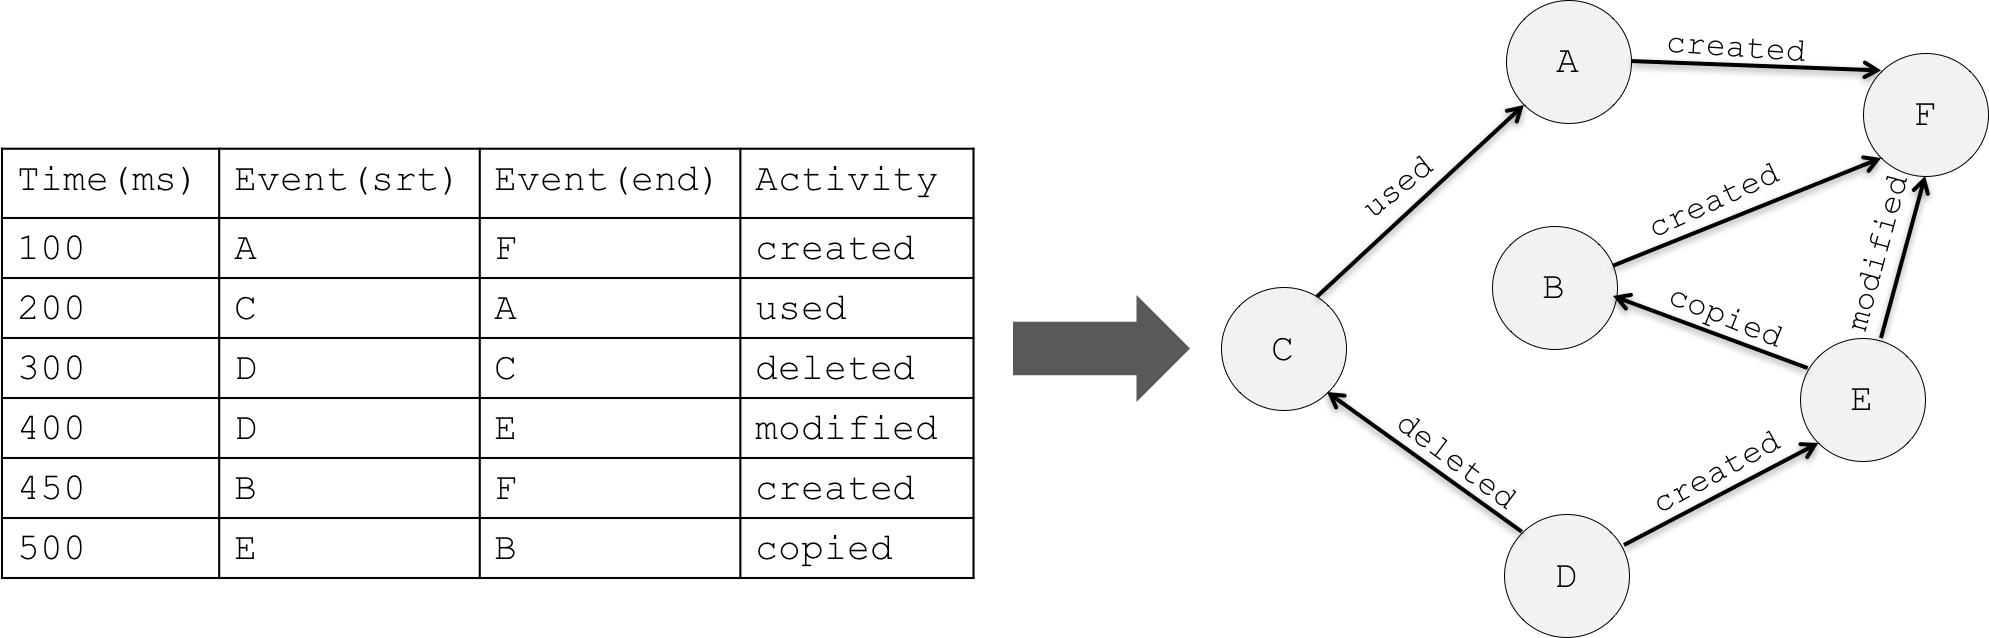 Time(ms) Event(srt) Event(end) Activity
100 A F created
200 C A used
300 D C deleted
400 D E modified
450 B F created
500 E B copied
A
created
F
used
created
modified
B
copied
C
E
deleted
created
D